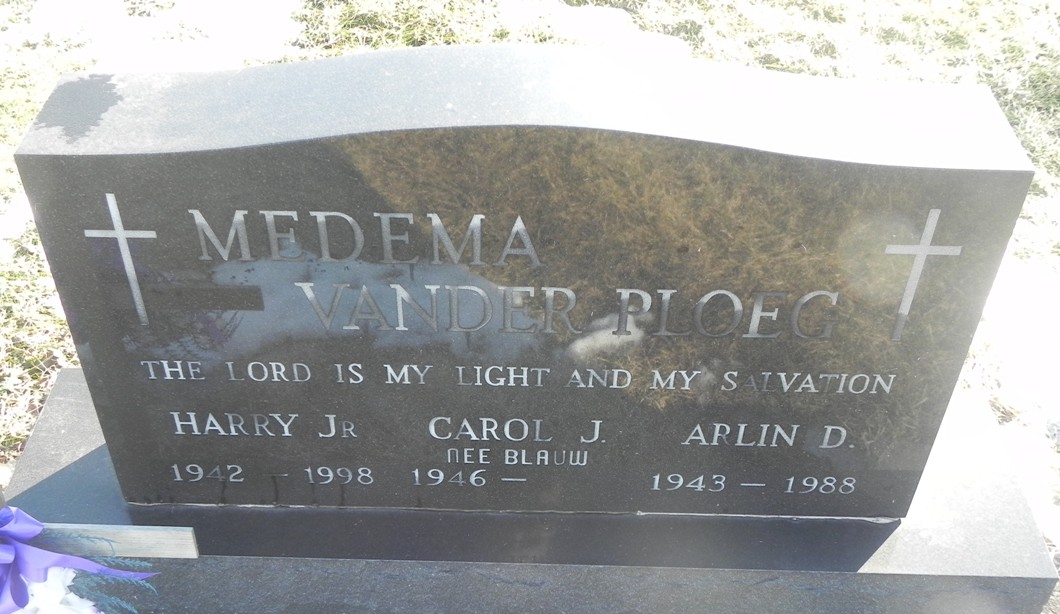 MEDEMA
VANDER PLOEG
THE LORD IS MY LIGHT AND MY SALVATION
HARRY JR CAROL J. ARLIN D.
NEE BLAUW
1942 – 1998 1946 – 1943 – 1988